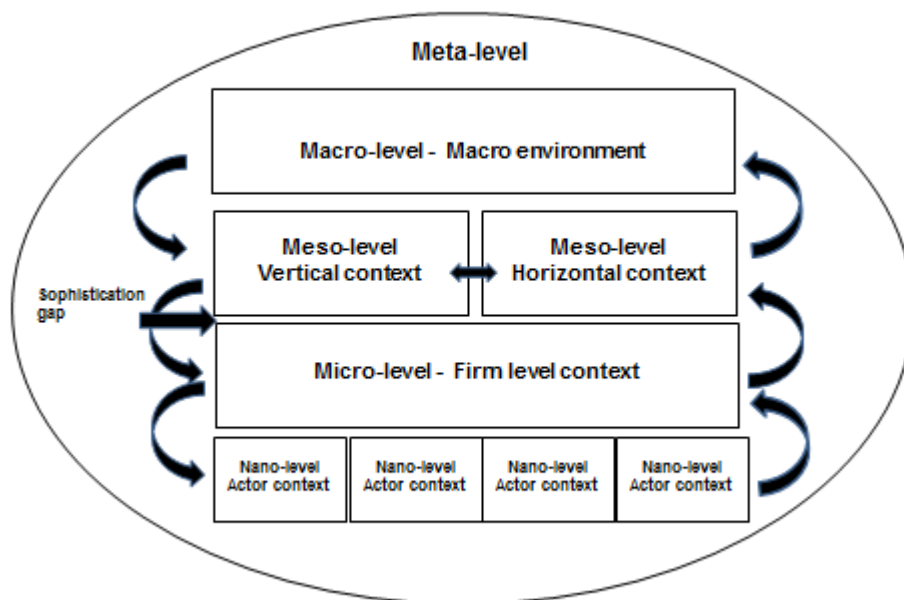 Meta-level
Macro-level - Macro environment
Meso-level
Vertical context
Meso-level
Horizontal context
Sophistication
gap
Micro-level - Firm level context
Nano-level
Actor context
Nano-level
Actor context
Nano-level
Actor context
Nano-level
Actor context